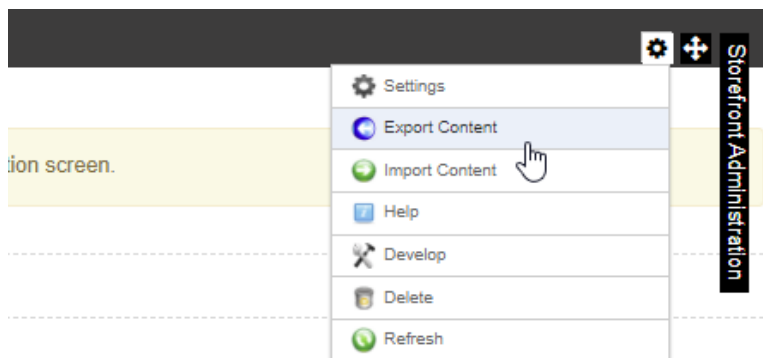 Storefront Administration
Settings
Export Content
tion screen.
Import Content
Help
Develop
Delete
Refresh